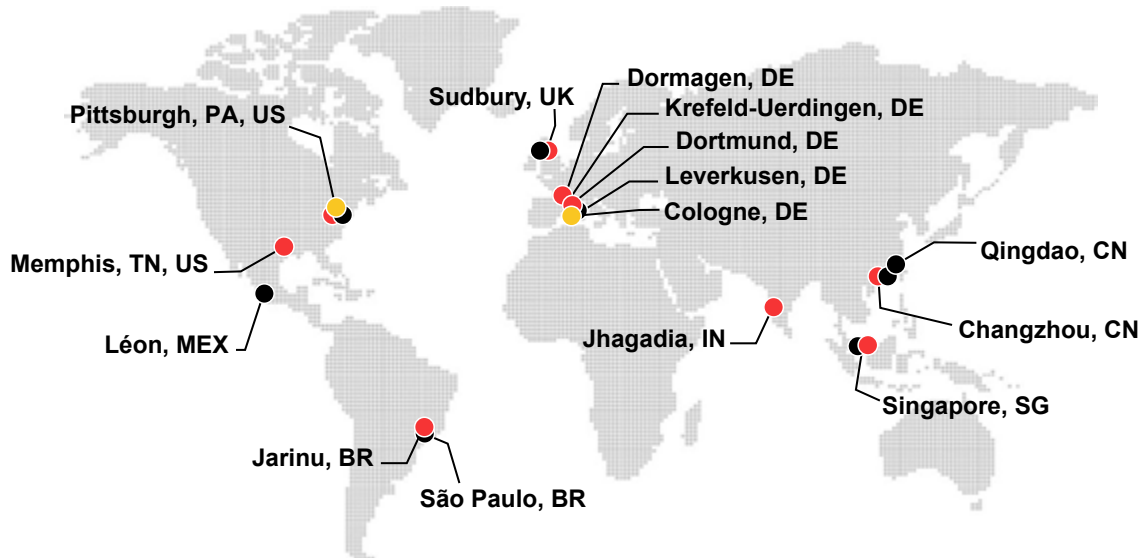 Dormagen, DE
Sudbury, UK
Krefeld-Uerdingen, DE
Pittsburgh, PA, US
Dortmund, DE
Leverkusen, DE
Cologne, DE
Qingdao, CN
Memphis, TN, US
Changzhou, CN
Léon, MEX
Jhagadia, IN
Singapore, SG
Jarinu, BR
São Paulo, BR